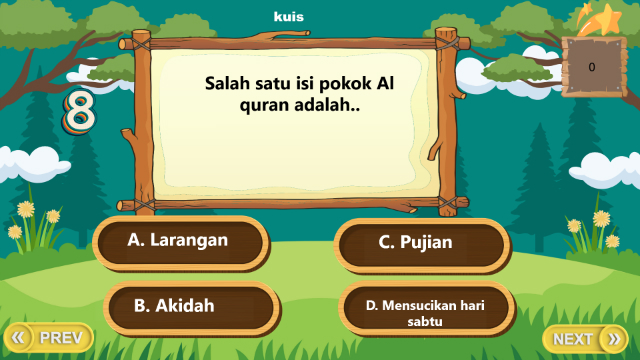 kuis
0
8
Salah satu isi pokok Al
quran adalah..
A. Larangan
C. Pujian
B. Akidah
D. Mensucikan hari
sabtu
« PREV
NEXT »